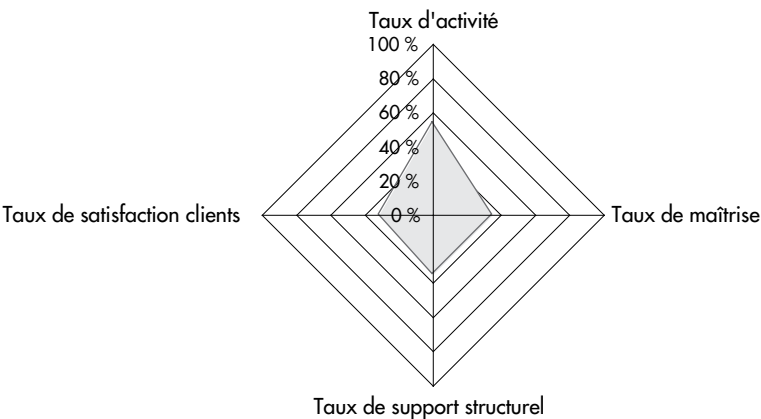 Taux d'activité
100 %
80 %
60 %
40 %
20 %
Taux de satisfaction clients
0 %
Taux de maîtrise
Taux de support structurel